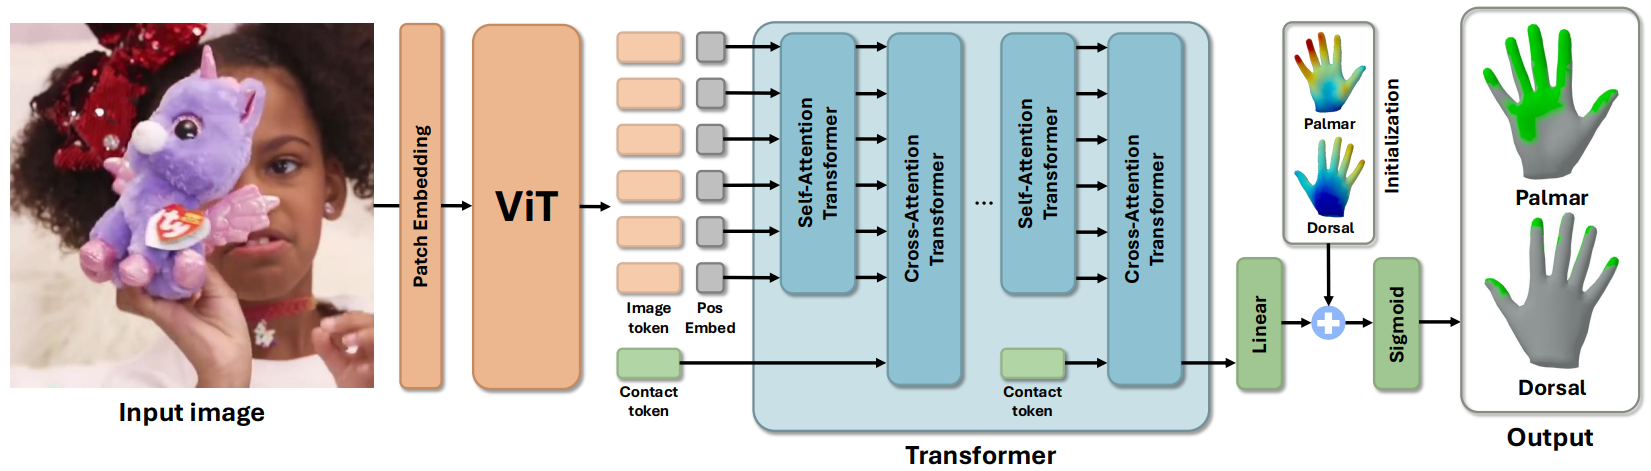 Input image
Patch Embedding
ViT
Image
token
Pos
Embed
Contact
token
Self-Attention
Transformer
Cross-Attention
Transformer
...
Self-Attention
Transformer
Cross-Attention
Transformer
Contact
token
Transformer
Palmar
Dorsal
Initialization
Linear
Sigmoid
Palmar
Dorsal
Output
ty